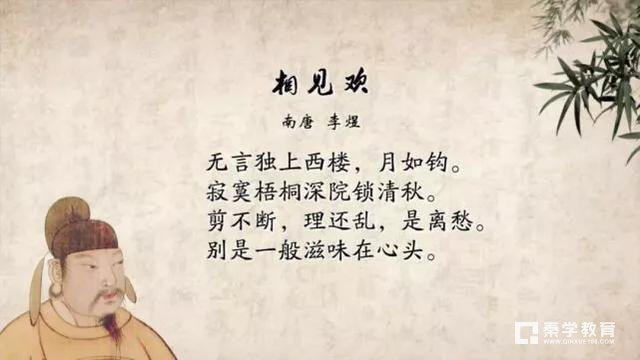 相见欢
南唐 李煜
无言独上西楼，月如钩。
寂寞梧桐深院锁清秋。
剪不断，理还乱，是离愁。
别是一般滋味在心头。
秦学教育
WWW.QINXUE100.COM